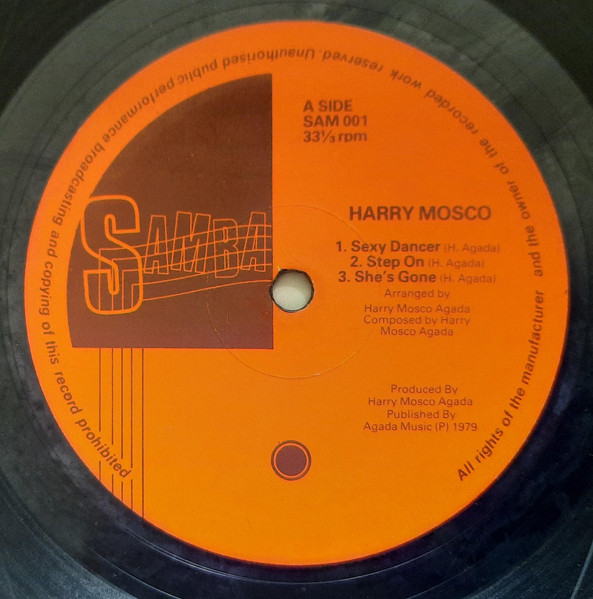 A SIDE
SAM 001
33⅓ rpm
SAMBA
HARRY MOSCO
1. Sexy Dancer (H. Agada)
2. Step On (H. Agada)
3. She's Gone (H. Agada)
Arranged by
Harry Mosco Agada
Composed by Harry
Mosco Agada
Produced By
Harry Mosco Agada
Published By
Agada Music (P) 1979
All rights of the manufacturer and the owner of the recorded work reserved. Unauthorised public performance broadcasting and copying of this record prohibited